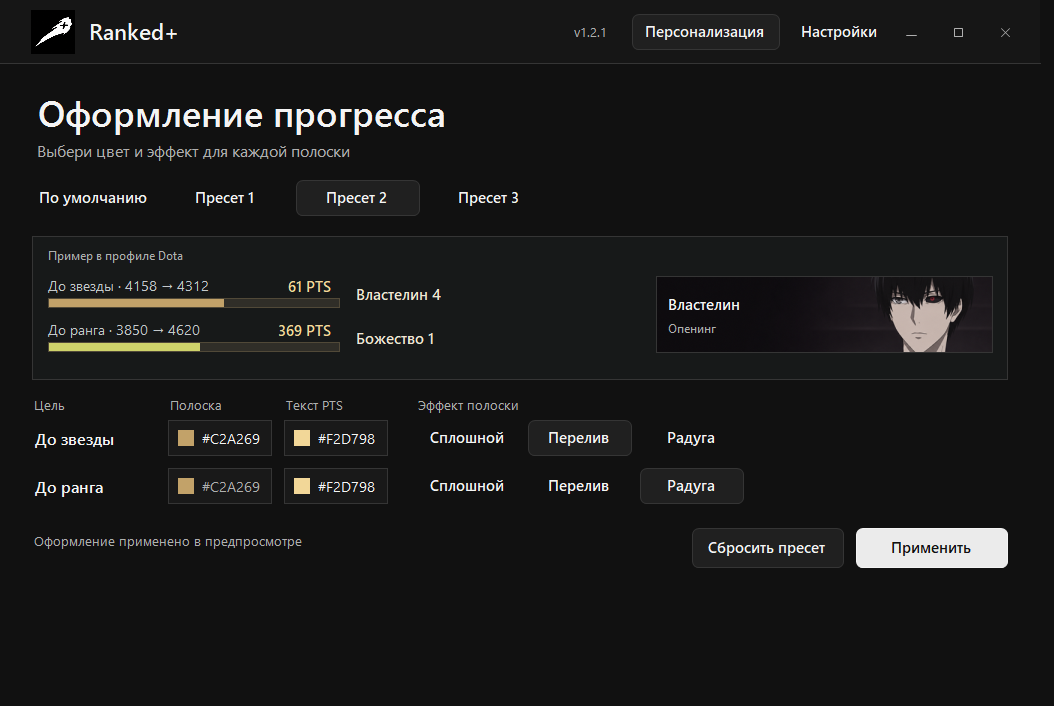 Ranked+
v1.2.1 Персонализация Настройки
Оформление прогресса
Выбери цвет и эффект для каждой полоски
По умолчанию Пресет 1 Пресет 2 Пресет 3
Пример в профиле Dota
До звезды · 4158 → 4312 61 PTS
Властелин 4
До ранга · 3850 → 4620 369 PTS
Божество 1
Властелин
Опенинг
Цель Полоска Текст PTS Эффект полоски
До звезды #C2A269 #F2D798 Сплошной Перелив Радуга
До ранга #C2A269 #F2D798 Сплошной Перелив Радуга
Оформление применено в предпросмотре
Сбросить пресет Применить